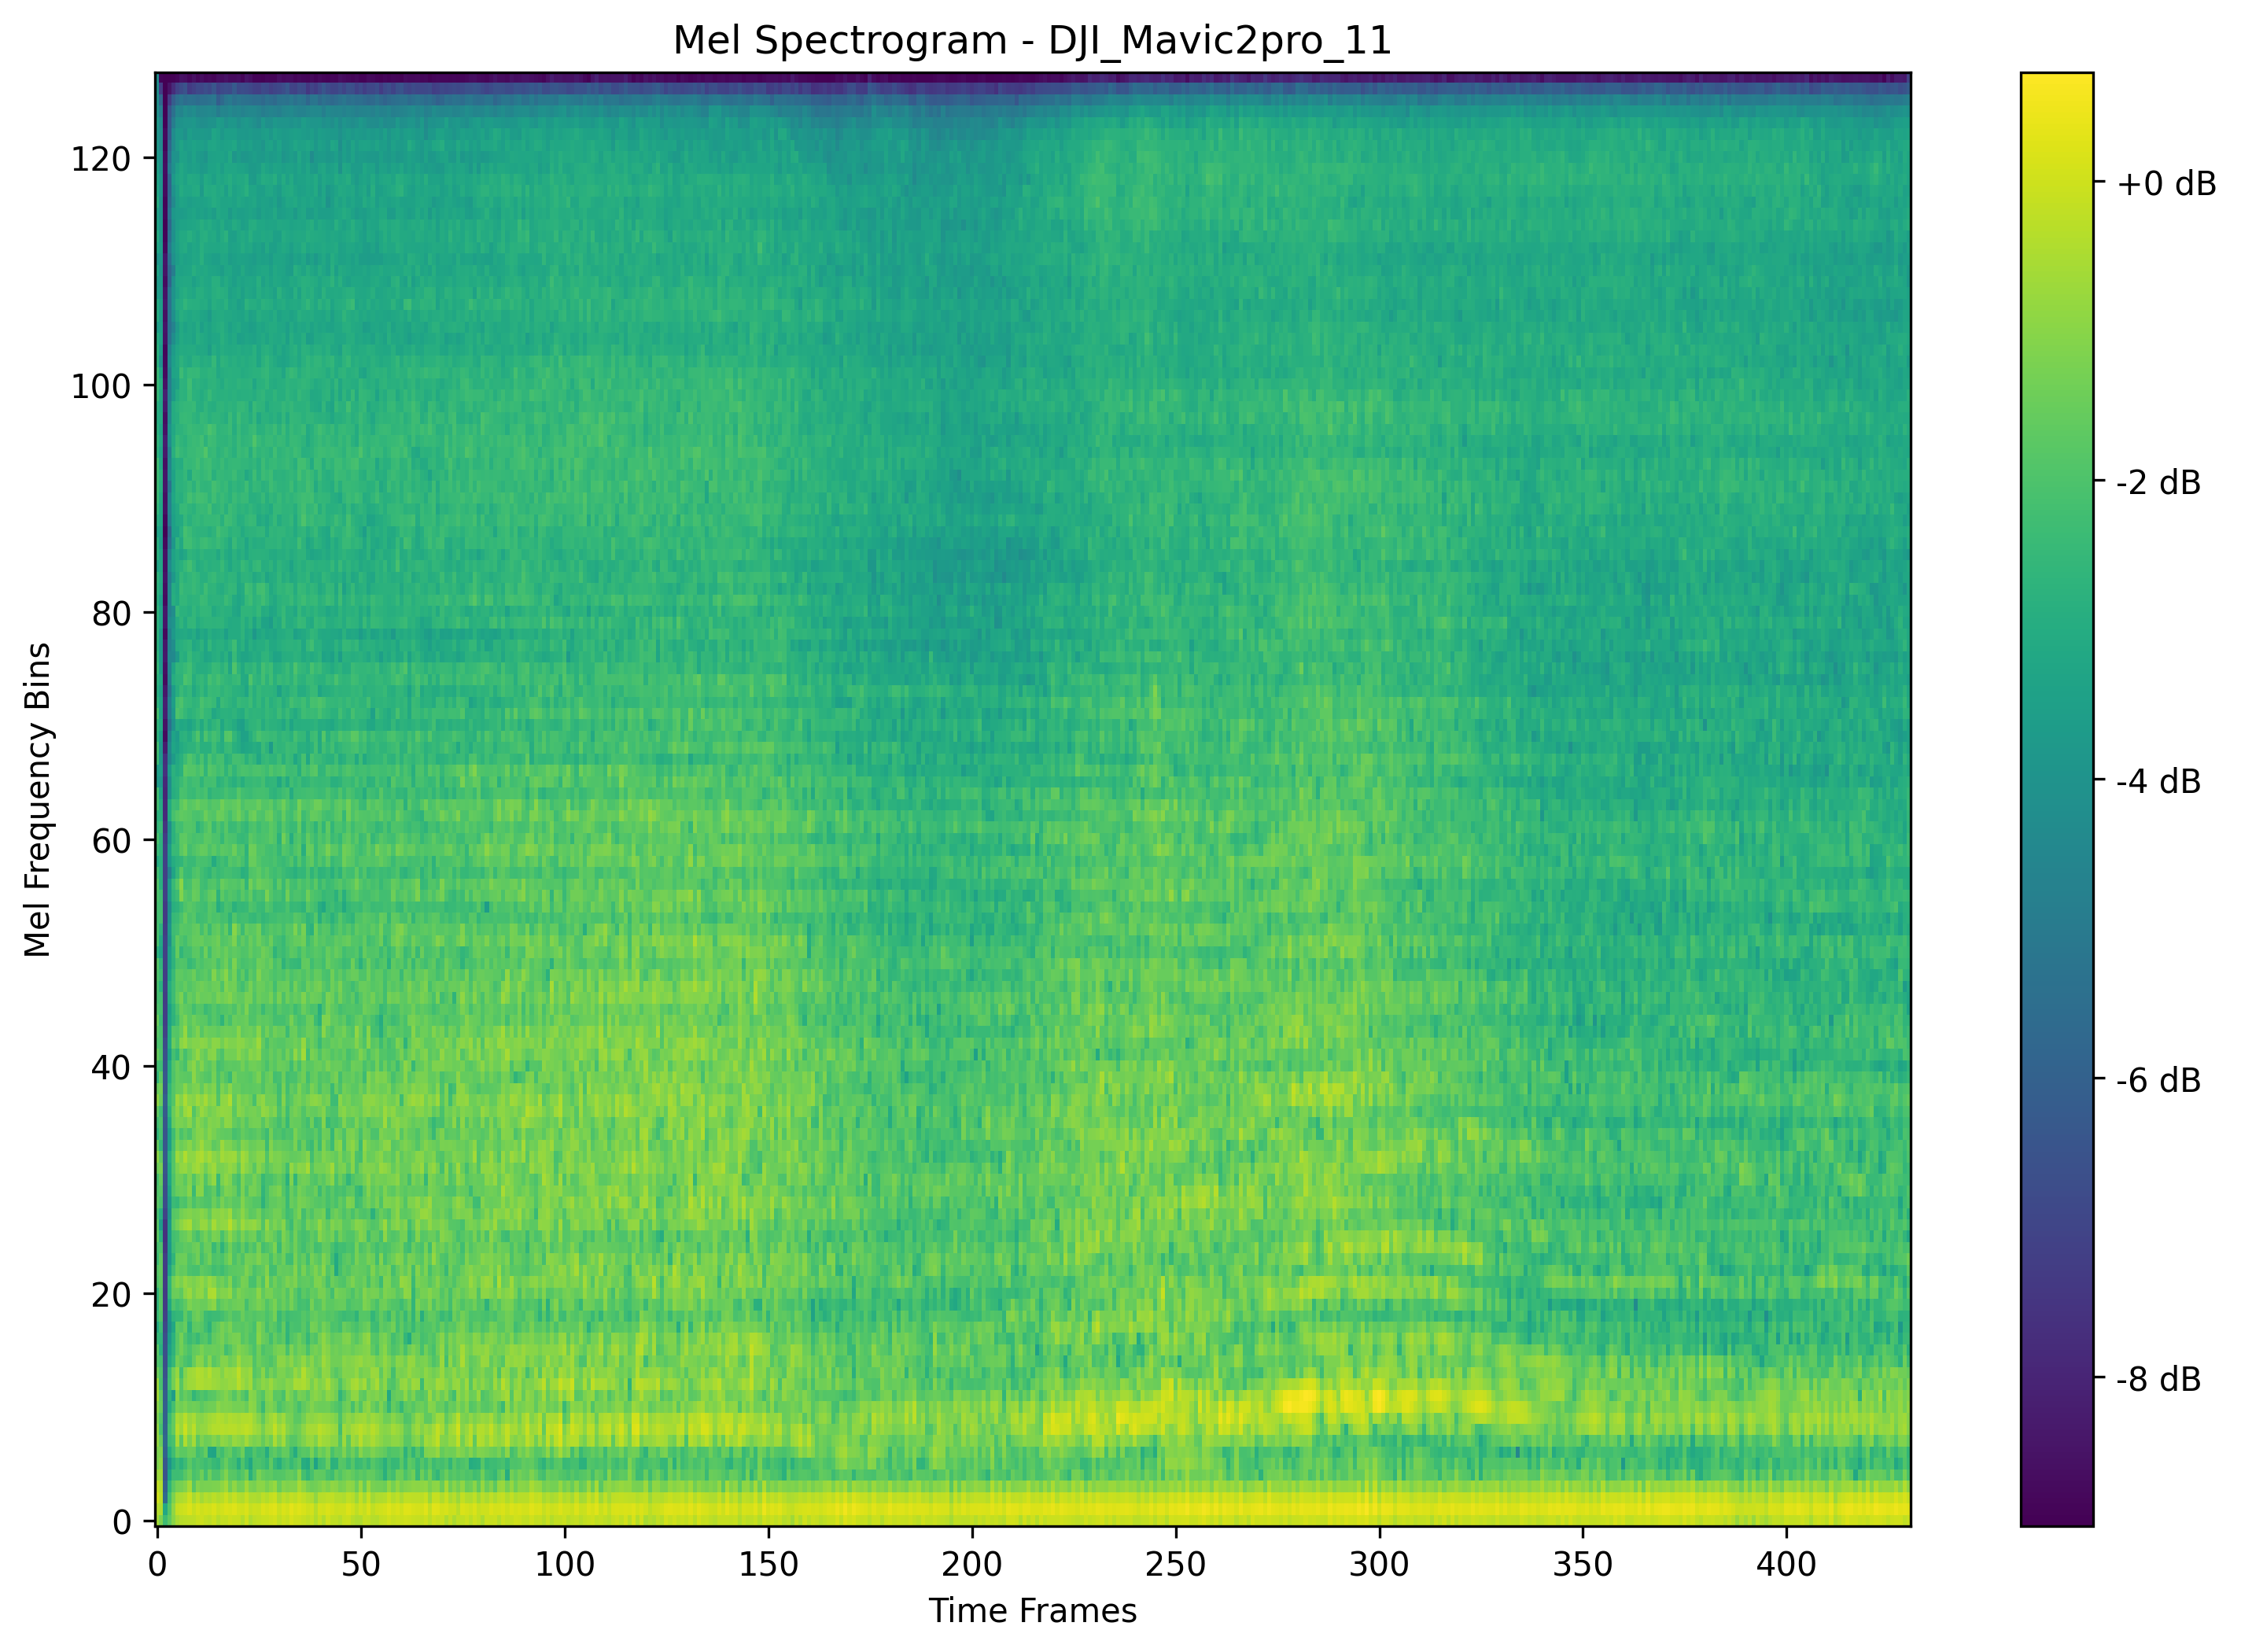 Mel Spectrogram - DJI_Mavic2pro_11
Mel Frequency Bins
120
100
80
60
40
20
0
0 50 100 150 200 250 300 350 400
Time Frames
+0 dB
-2 dB
-4 dB
-6 dB
-8 dB